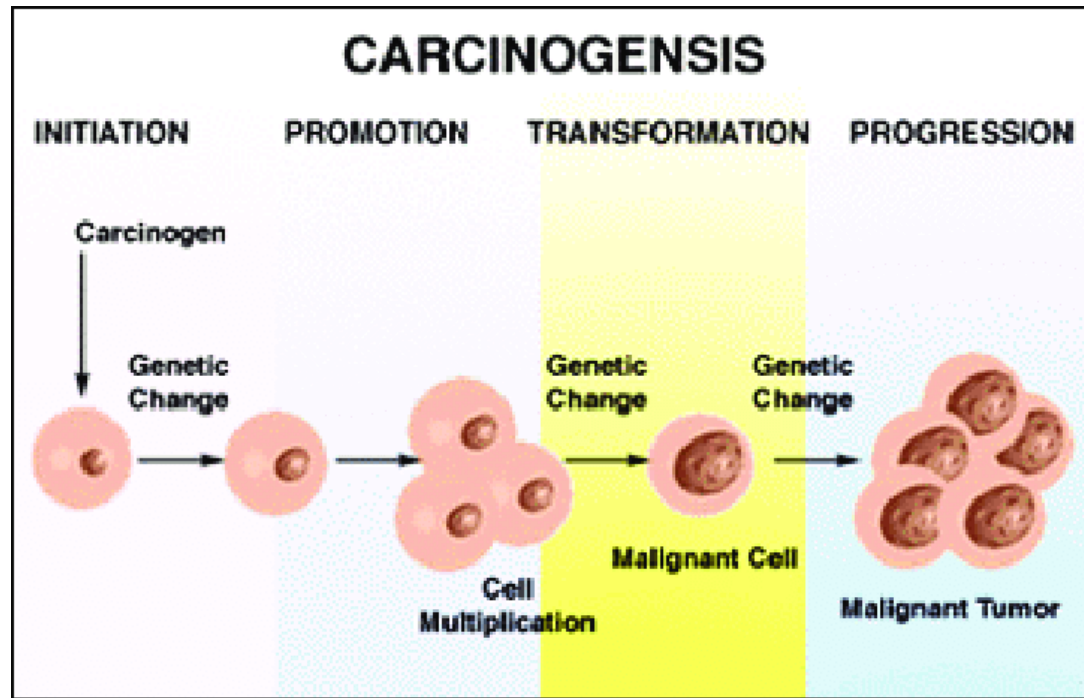 CARCINOGENSIS
INITIATION
PROMOTION
TRANSFORMATION
PROGRESSION
Carcinogen
Genetic
Change
Cell
Multiplication
Genetic
Change
Malignant Cell
Genetic
Change
Malignant Tumor